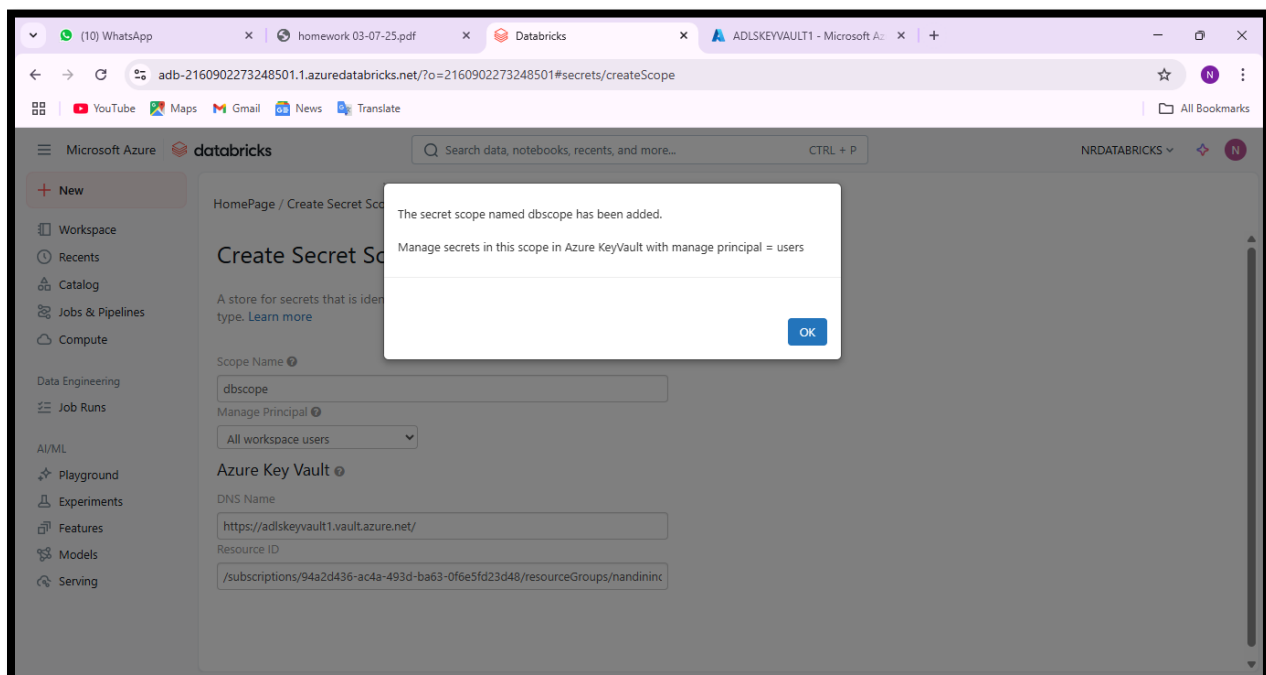 (10) WhatsApp
homework 03-07-25.pdf
Databricks
ADLSKEYVAULT1 - Microsoft Az
adb-2160902273248501.1.azuredatabricks.net/?o=2160902273248501#secrets/createScope
N
YouTube
Maps
Gmail
News
Translate
All Bookmarks
Microsoft Azure
databricks
Search data, notebooks, recents, and more...
CTRL + P
NRDATABRICKS
N
New
Workspace
Recents
Catalog
Jobs & Pipelines
Compute
Data Engineering
Job Runs
AI/ML
Playground
Experiments
Features
Models
Serving
HomePage / Create Secret Sco
Create Secret Sc
A store for secrets that is iden
type. Learn more
The secret scope named dbscope has been added.
Manage secrets in this scope in Azure KeyVault with manage principal = users
OK
Scope Name
dbscope
Manage Principal
All workspace users
Azure Key Vault
DNS Name
https://adlskeyvault1.vault.azure.net/
Resource ID
/subscriptions/94a2d436-ac4a-493d-ba63-0f6e5fd23d48/resourceGroups/nandininc